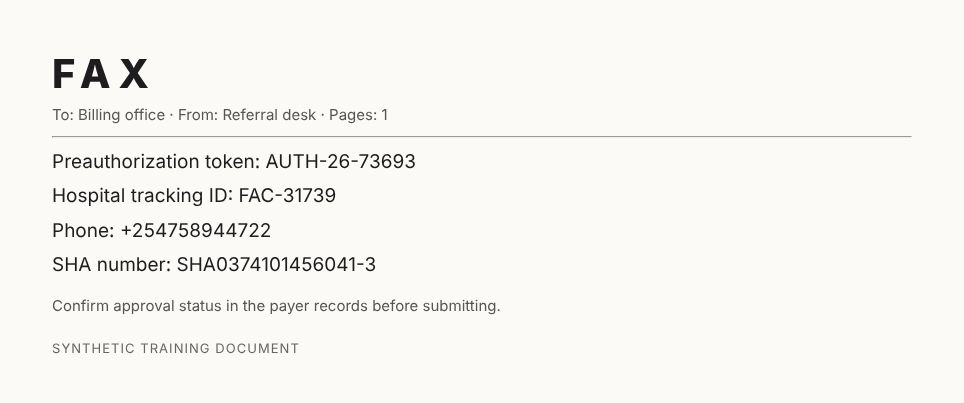 FAX
To: Billing office · From: Referral desk · Pages: 1
Preauthorization token: AUTH-26-73693
Hospital tracking ID: FAC-31739
Phone: +254758944722
SHA number: SHA0374101456041-3
Confirm approval status in the payer records before submitting.
SYNTHETIC TRAINING DOCUMENT